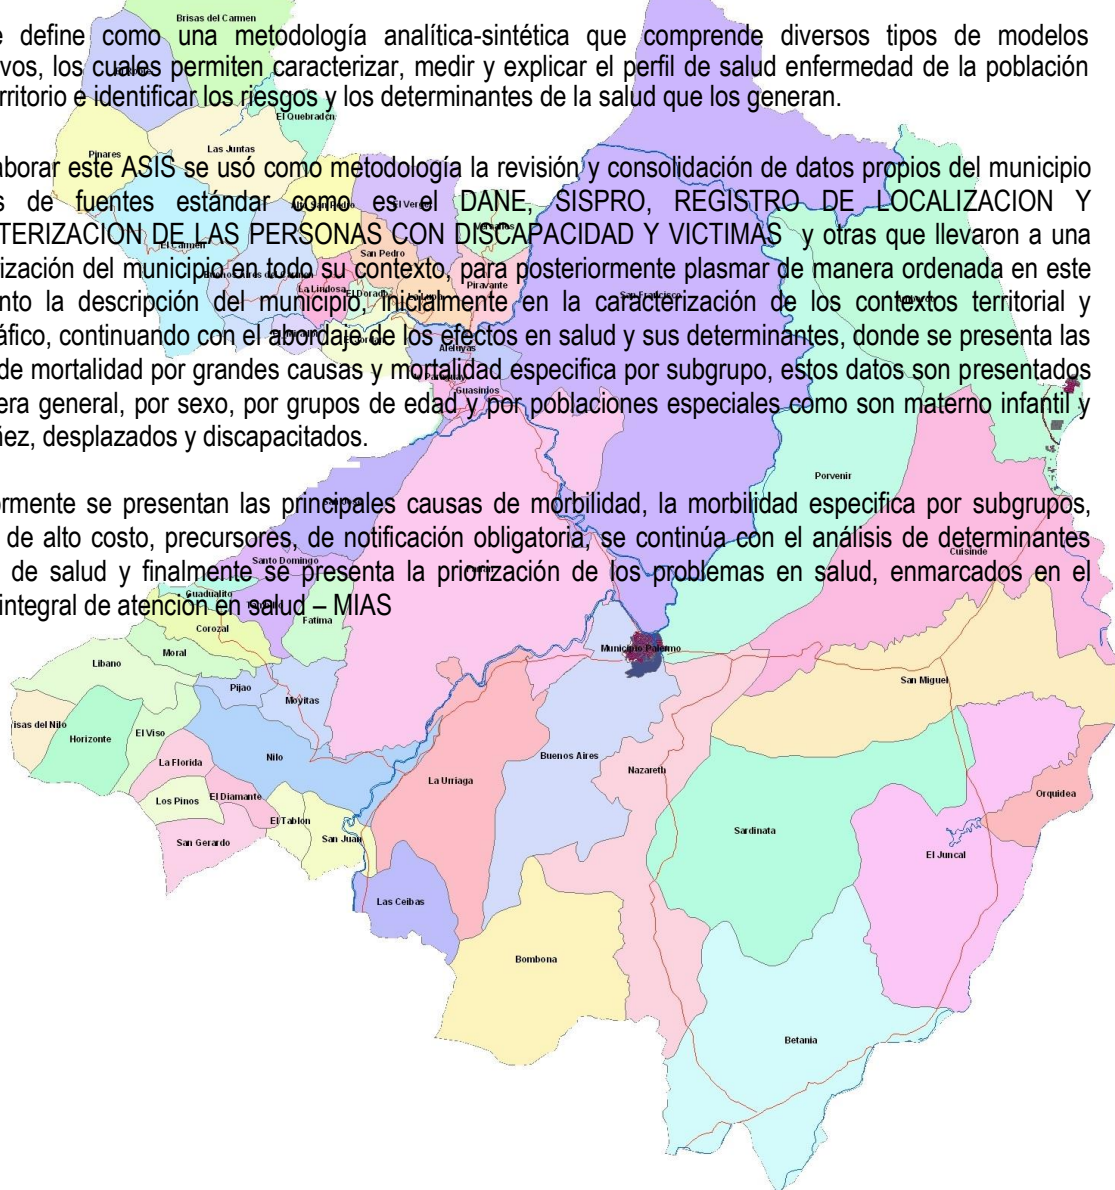 Brisas del Carmen
e define como una metodología analítica-sintética que comprende diversos tipos de modelos
vos, los cuales permiten caracterizar, medir y explicar el perfil de salud enfermedad de la población
rritorio e identificar los riesgos y los determinantes de la salud que los generan.
El Quebradon
Las Juntas
Pinares
aborar este ASIS se usó como metodología la revisión y consolidación de datos propios del municipio
s de fuentes estándar como es el DANE, SISPRO, REGISTRO DE LOCALIZACION Y
TERIZACION DE LAS PERSONAS CON DISCAPACIDAD Y VICTIMAS y otras que llevaron a una
El Carmen
San Pedro
ización del municipio en todo su contexto, para posteriormente plasmar de manera ordenada en este
La Lindosa
El Dorado
Piravante
San Francisco
nto la descripción del municipio, inicialmente en la caracterización de los contextos territorial y
áfico, continuando con el abordaje de los efectos en salud y sus determinantes, donde se presenta las
Aleluyas
de mortalidad por grandes causas y mortalidad especifica por subgrupo, estos datos son presentados
Guasimos
era general, por sexo, por grupos de edad y por poblaciones especiales como son materno infantil y
ñez, desplazados y discapacitados.
Porvenir
ormente se presentan las principales causas de morbilidad, la morbilidad especifica por subgrupos,
de alto costo, precursores, de notificación obligatoria, se continúa con el análisis de determinantes
Cuisinde
Santo Domingo
de salud y finalmente se presenta la priorización de los problemas en salud, enmarcados en el
Guadualito
integral de atención en salud – MIAS
Fatima
Corozal
Moral
Municipio Palermo
Libano
San Miguel
Pijao
Moyitas
isas del Nilo
Horizonte
El Viso
La Florida
Nilo
Buenos Aires
Nazareth
La Urriaga
Orquidea
Los Pinos
El Diamante
El Tablon
Sardinata
San Gerardo
San Juan
El Juncal
Las Ceibas
Bombona
Betania